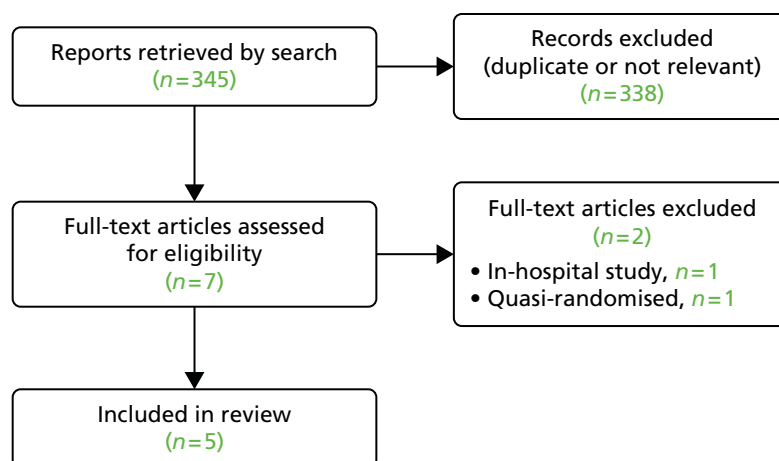 Reports retrieved by search
(n=345)
Records excluded
(duplicate or not relevant)
(n=338)
Full-text articles assessed
for eligibility
(n=7)
Full-text articles excluded
(n=2)
• In-hospital study, n=1
• Quasi-randomised, n=1
Included in review
(n=5)